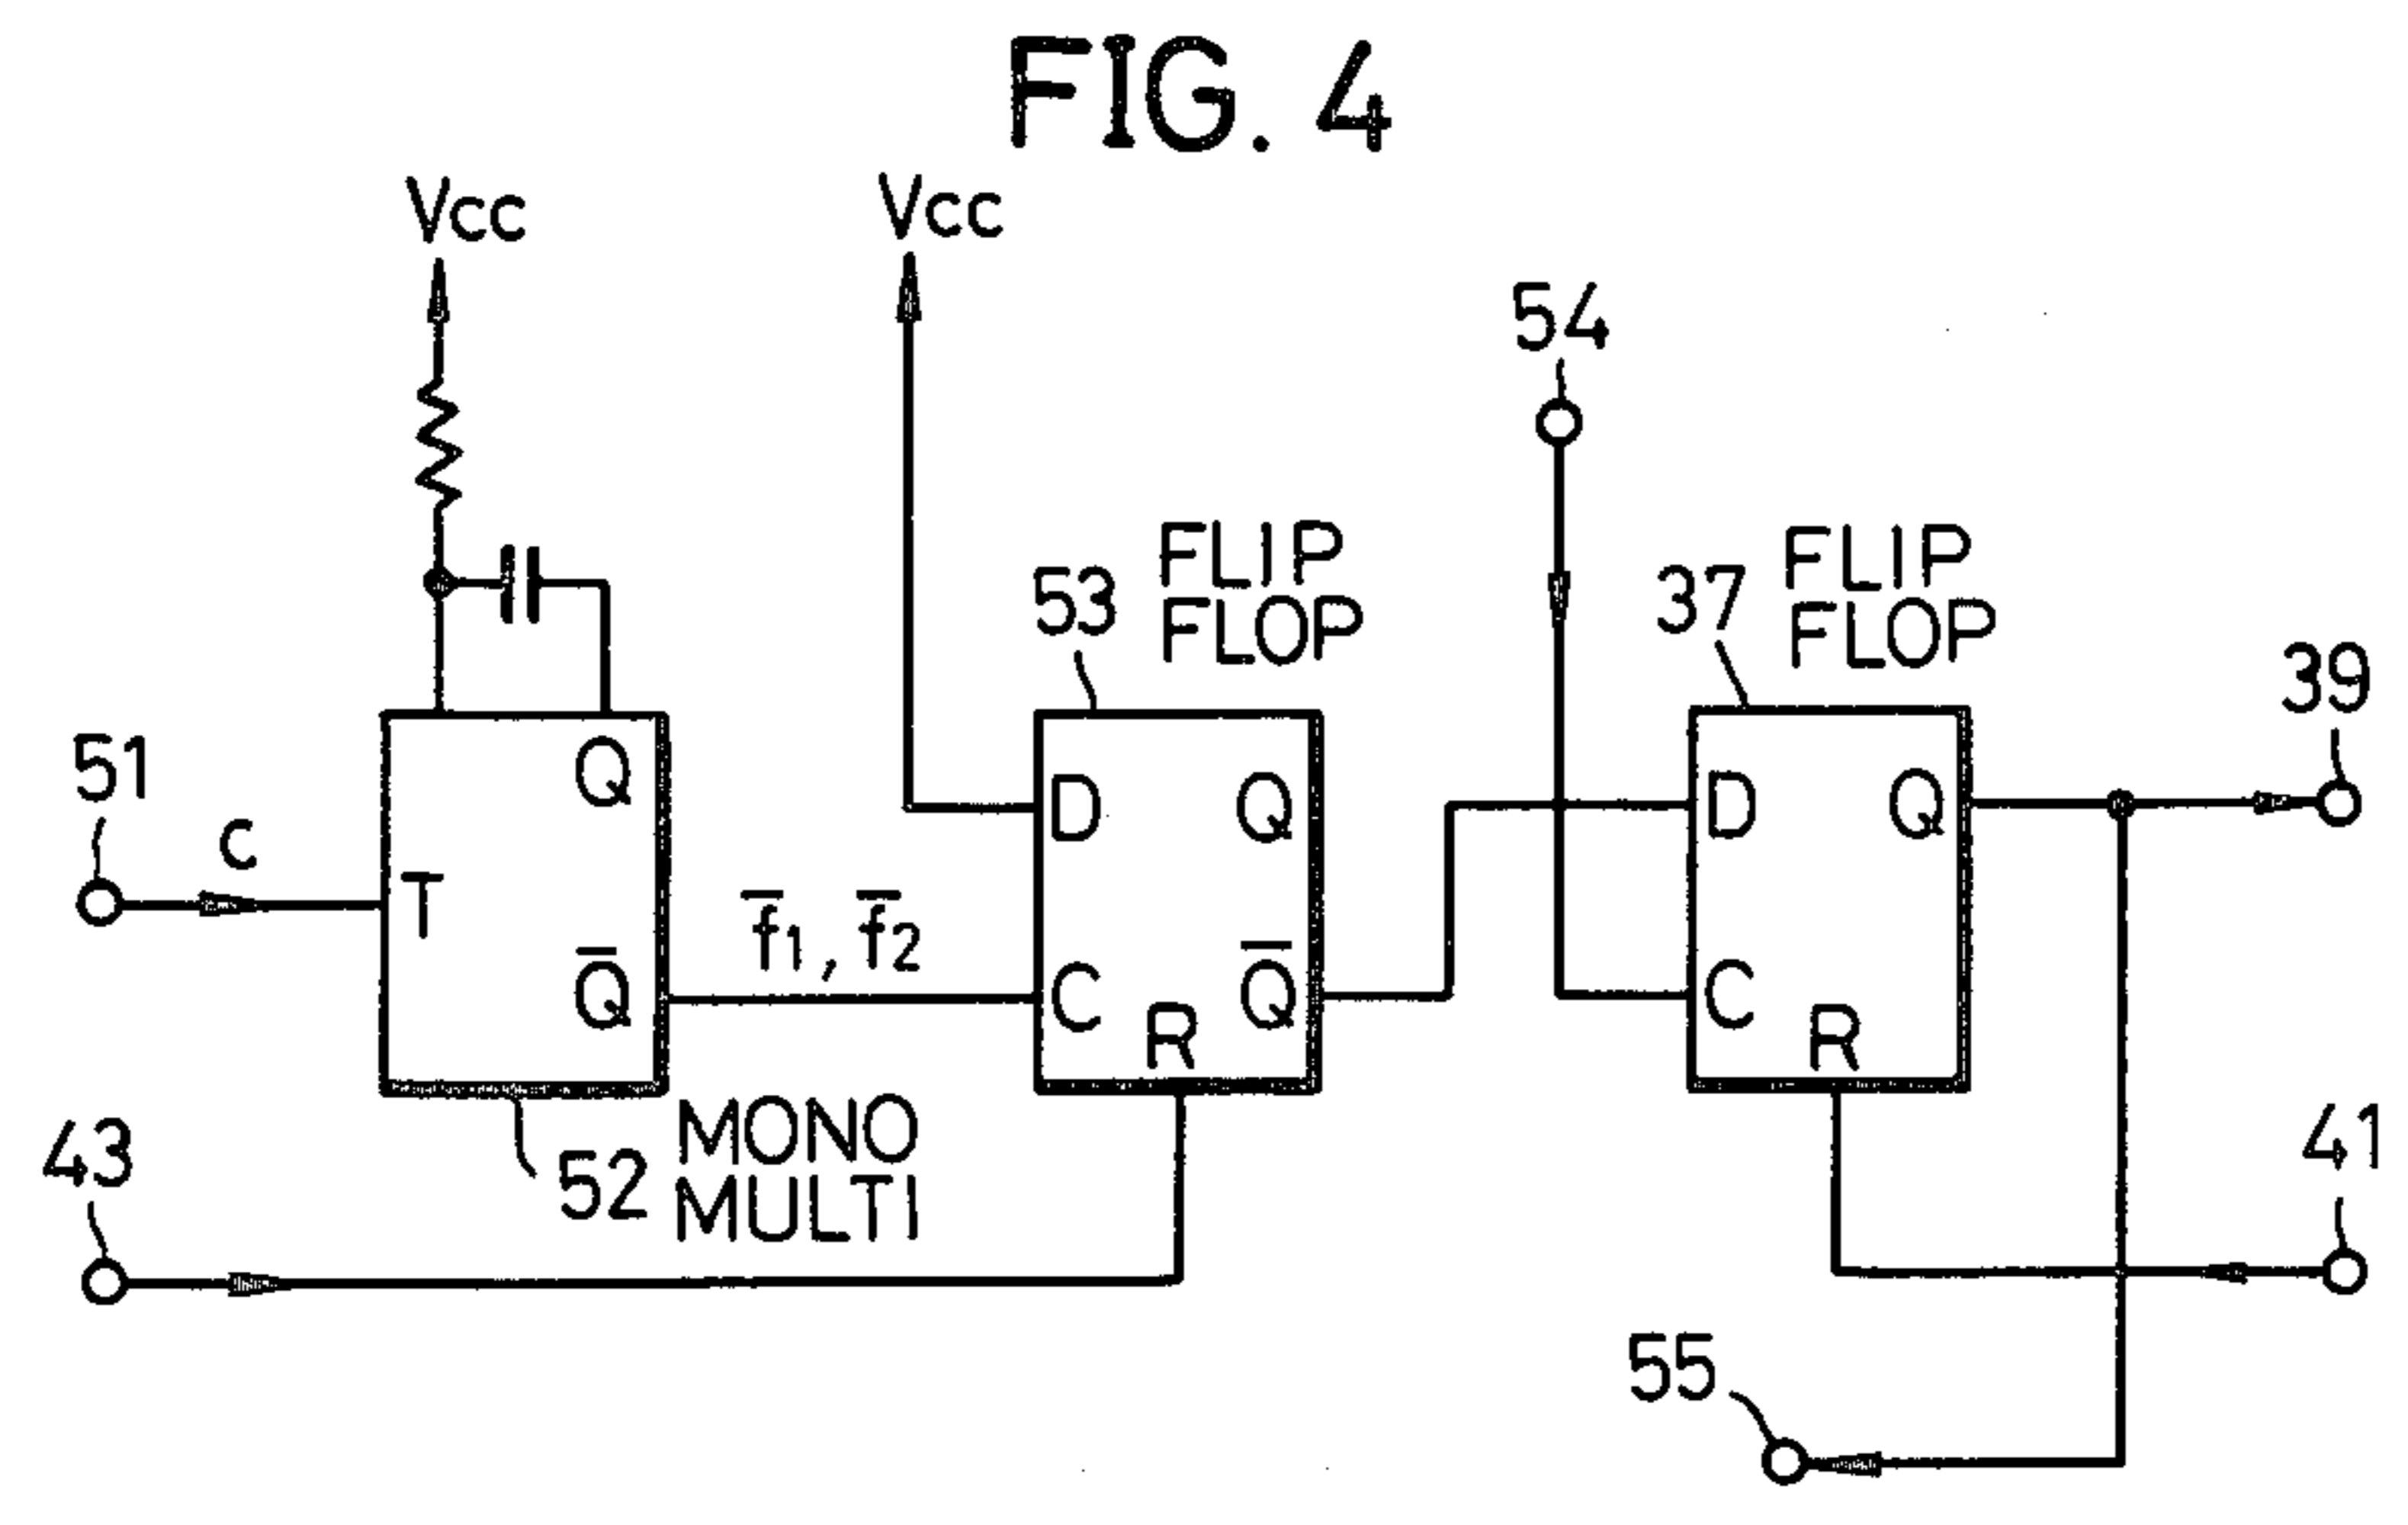 FIG. 4
Vcc
Vcc
54
53
FLIP
FLOP
37
FLIP
FLOP
39
51
c
T
Q
Q̅
f̅1, f̅2
D
Q
C
R
Q̅
D
Q
C
R
43
52
MONO
MULTI
41
55